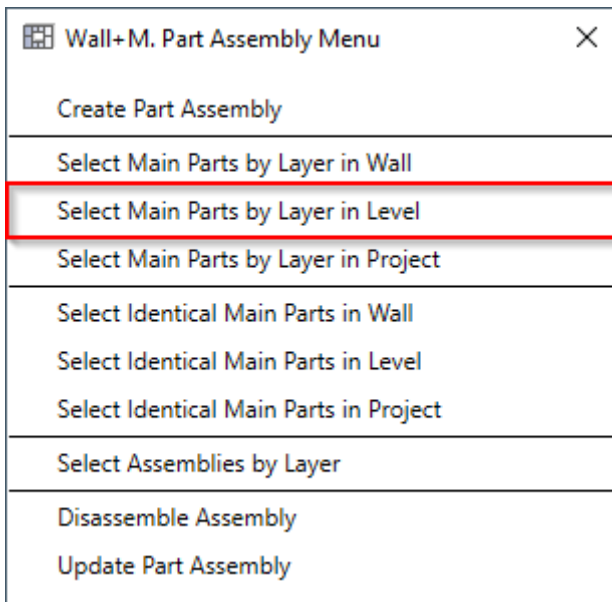 Wall+M. Part Assembly Menu
Create Part Assembly
Select Main Parts by Layer in Wall
Select Main Parts by Layer in Level
Select Main Parts by Layer in Project
Select Identical Main Parts in Wall
Select Identical Main Parts in Level
Select Identical Main Parts in Project
Select Assemblies by Layer
Disassemble Assembly
Update Part Assembly